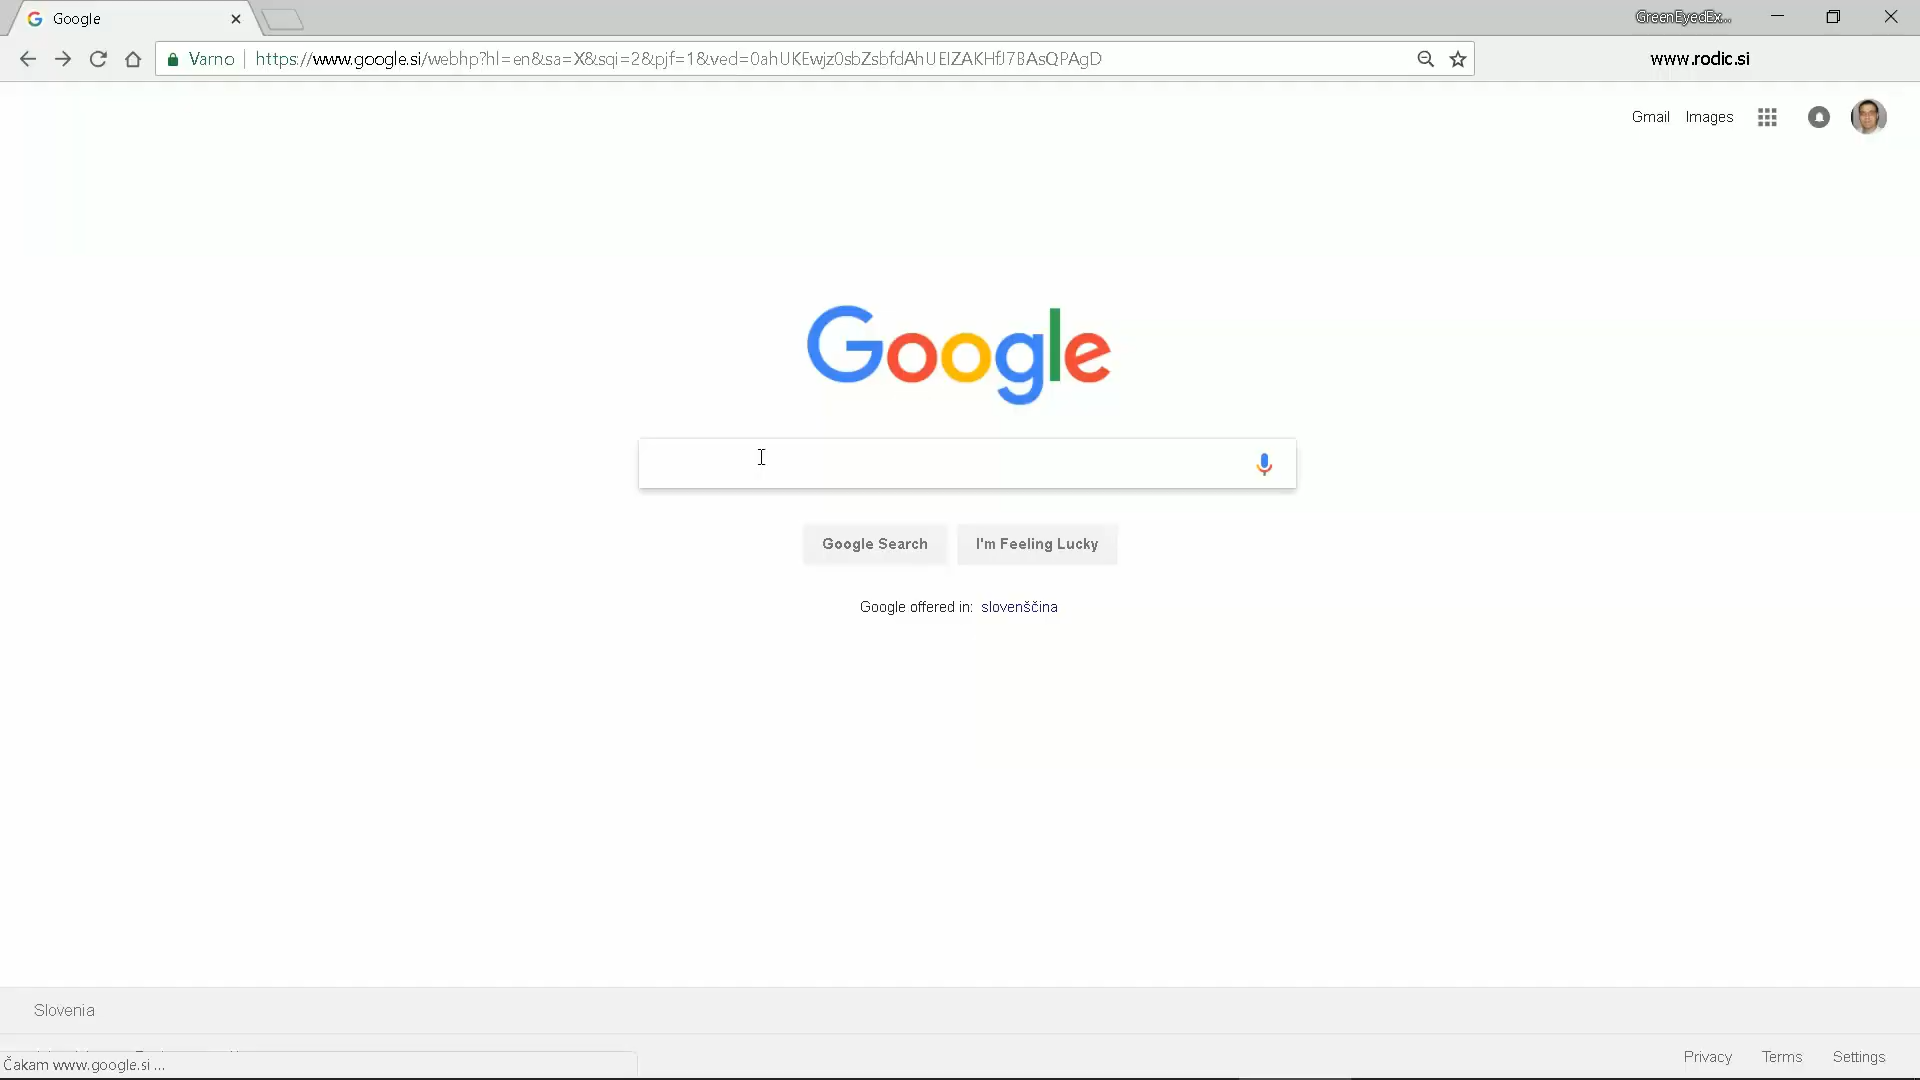 Google
GreenEyedEx...
Varno
https://www.google.si/webhp?hl=en&sa=X&sqi=2&pjf=1&ved=0ahUKEwjz0sbZsbfdAhUEIZAKHfJ7BAsQPAgD
www.rodic.si
Gmail Images
Google
Google Search I'm Feeling Lucky
Google offered in: slovenščina
Slovenia
Čakam www.google.si ...
Privacy Terms Settings